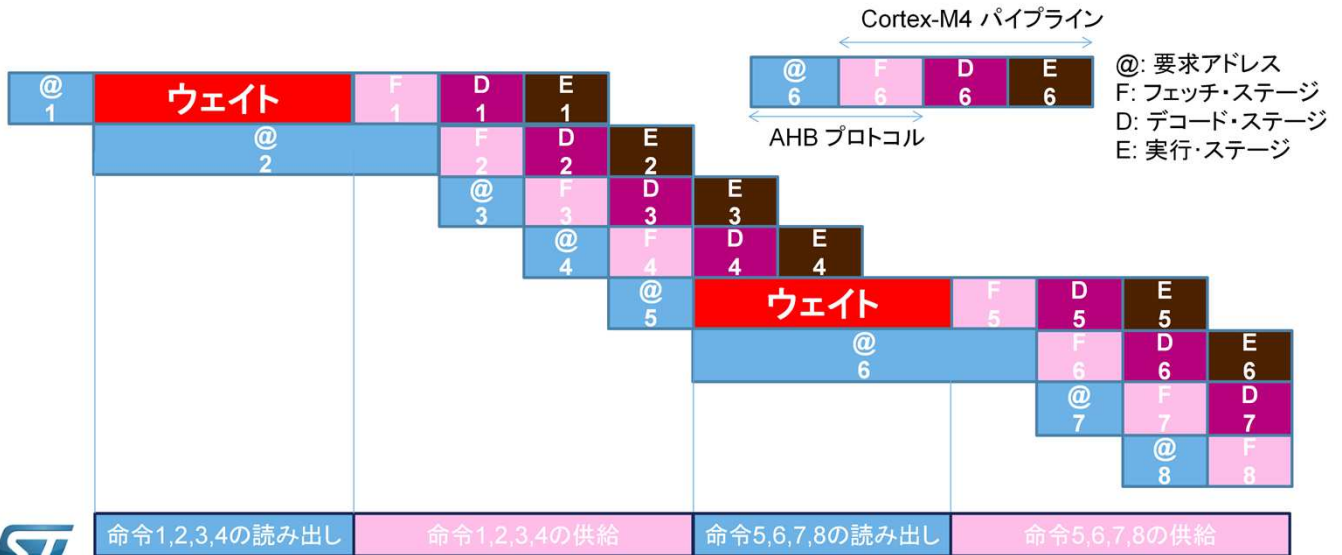 Cortex-M4 パイプライン
@ F D E
6 6 6 6
AHB プロトコル
@: 要求アドレス
F: フェッチ・ステージ
D: デコード・ステージ
E: 実行・ステージ
@ ウェイト F D E
1 1 1 1
@ F D E
2 2 2 2
@ F D E
3 3 3 3
@ F D E
4 4 4 4
@ ウェイト F D E
5 5 5 5
@ F D E
6 6 6 6
@ F D
7 7 7
@ F
8 8
命令1,2,3,4の読み出し 命令1,2,3,4の供給 命令5,6,7,8の読み出し 命令5,6,7,8の供給
ST